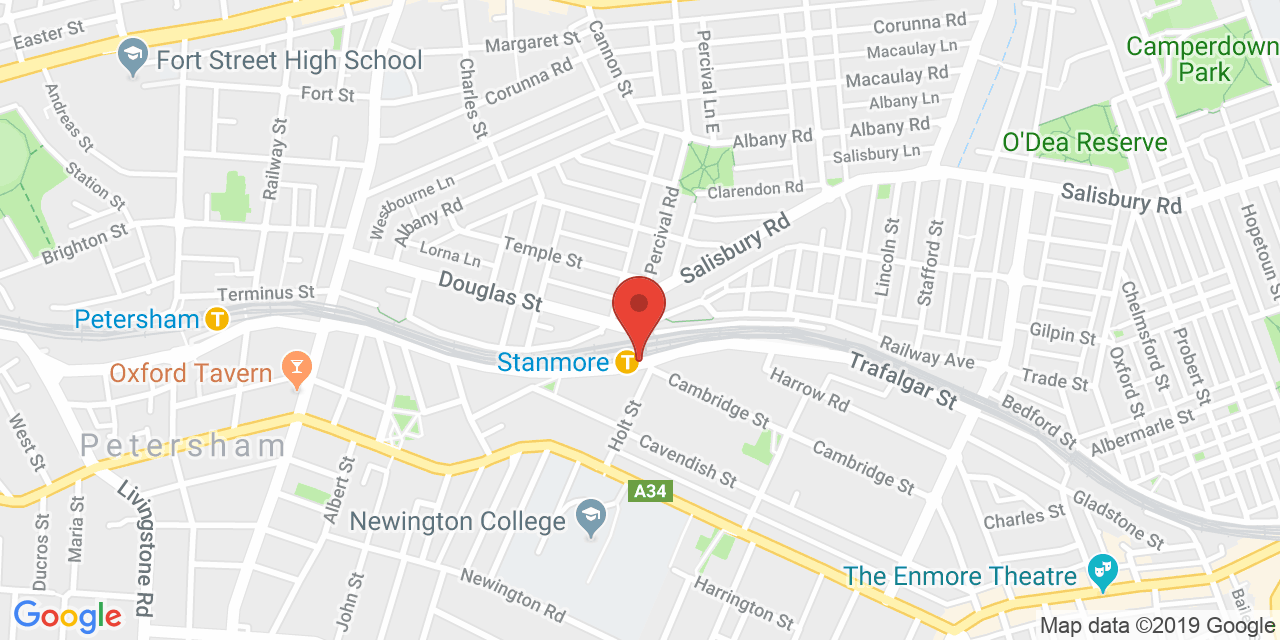 Easter St
Corunna Rd
Cannon St
Margaret St
Percival Ln E
Macaulay Ln
Camperdown
Park
Fort Street High School
Charles St
Corunna Rd
Macaulay Rd
Fort St
Albany Ln
Andreas St
Albany Rd
Albany Rd
O'Dea Reserve
Railway St
Salisbury Ln
Station St
Westbourne Ln
Clarendon Rd
Salisbury Rd
Albany Rd
Percival Rd
Hopetoun St
Brighton St
Lorna Ln
Temple St
Salisbury Rd
Lincoln St
Stafford St
Terminus St
Douglas St
Chelmsford St
Petersham
T
Gilpin St
Probert St
Stanmore
T
Railway Ave
Oxford Tavern
Trafalgar St
Trade St
Oxford St
Harrow Rd
Cambridge St
Bedford St
West St
Holt St
Albermarle St
Petersham
Cavendish St
Cambridge St
Albert St
A34
Livingstone Rd
Maria St
Newington College
Charles St
Gladstone St
Ducros St
The Enmore Theatre
John St
Newington Rd
Harrington St
Stan
Bai
Google
Map data ©2019 Google